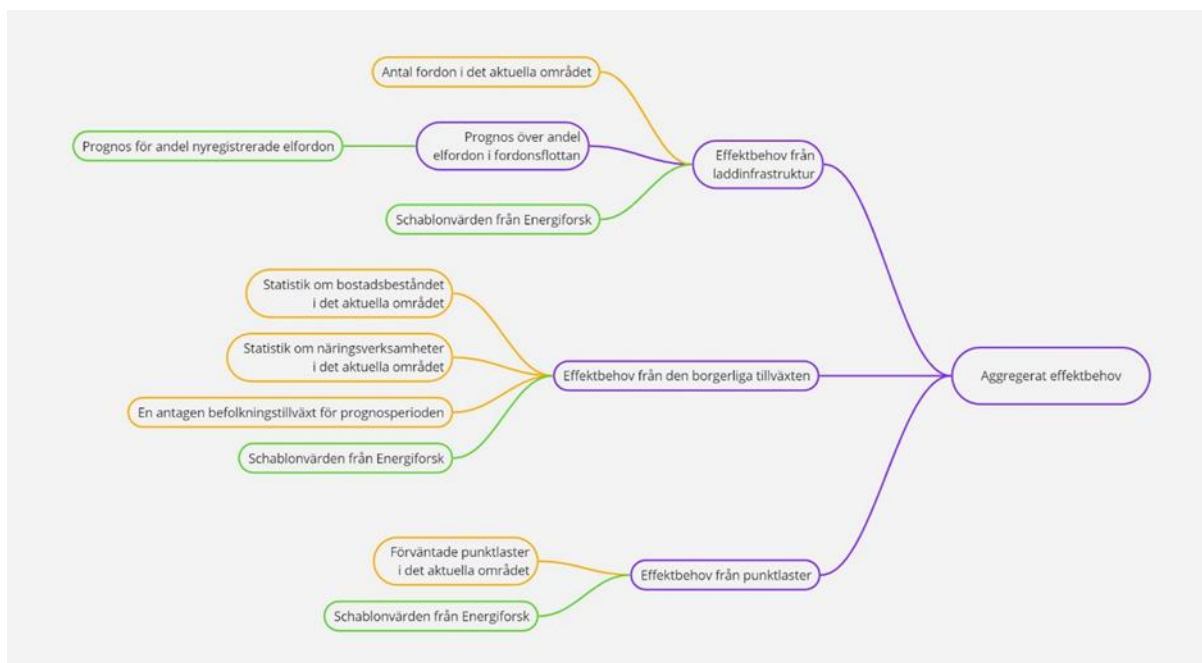 Antal fordon i det aktuella området
Prognos för andel nyregistrerade elfordon
Prognos över andel
elfordon i fordonsflottan
Effektbehov från
laddinfrastruktur
Schablonvärden från Energiforsk
Statistik om bostadsbeståndet
i det aktuella området
Statistik om näringsverksamheter
i det aktuella området
Effektbehov från den borgerliga tillväxten
Aggregerat effektbehov
En antagen befolkningstillväxt för prognosperioden
Schablonvärden från Energiforsk
Förväntade punktlaster
i det aktuella området
Effektbehov från punktlaster
Schablonvärden från Energiforsk